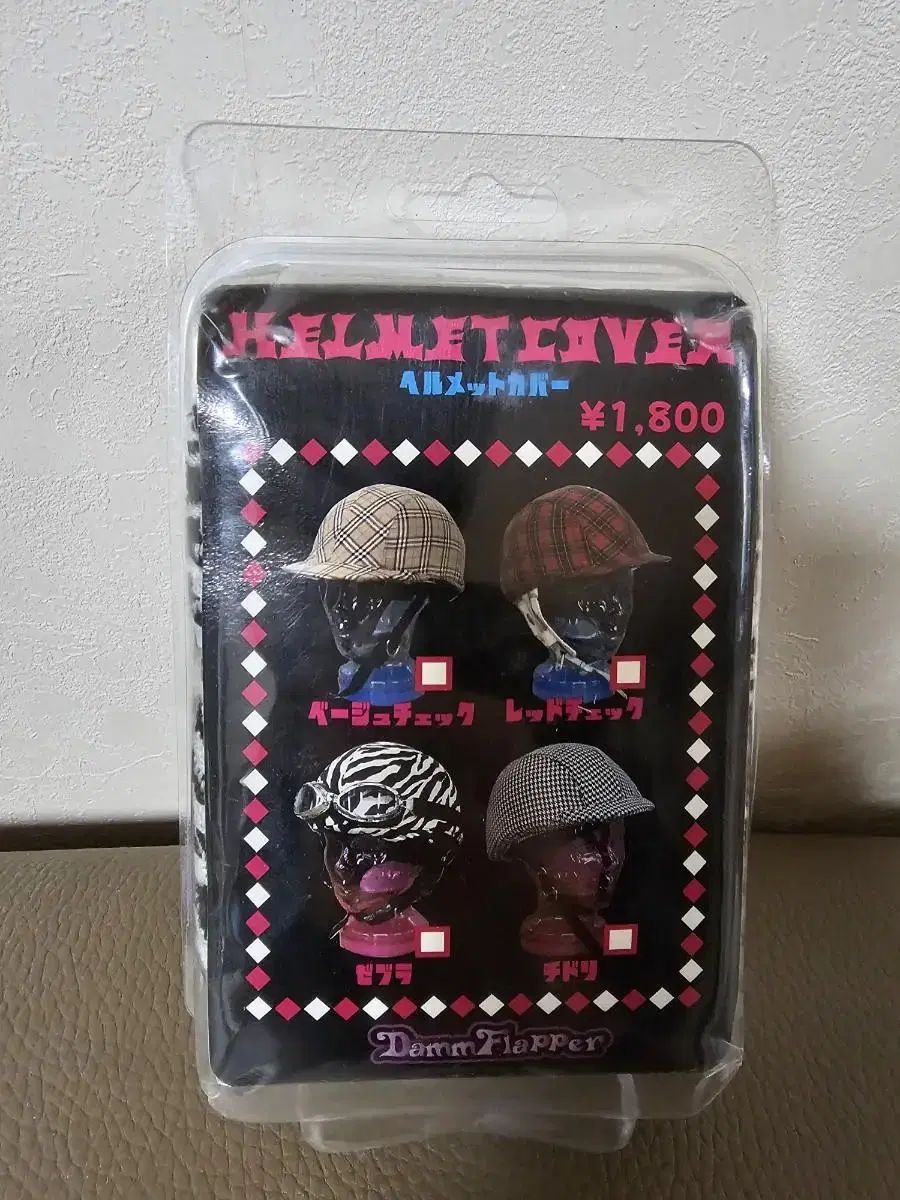 HELMET COVER
ヘルメットカバー
¥1,800
ベージュチェック
レッドチェック
ゼブラ
チドリ
DammFlapper